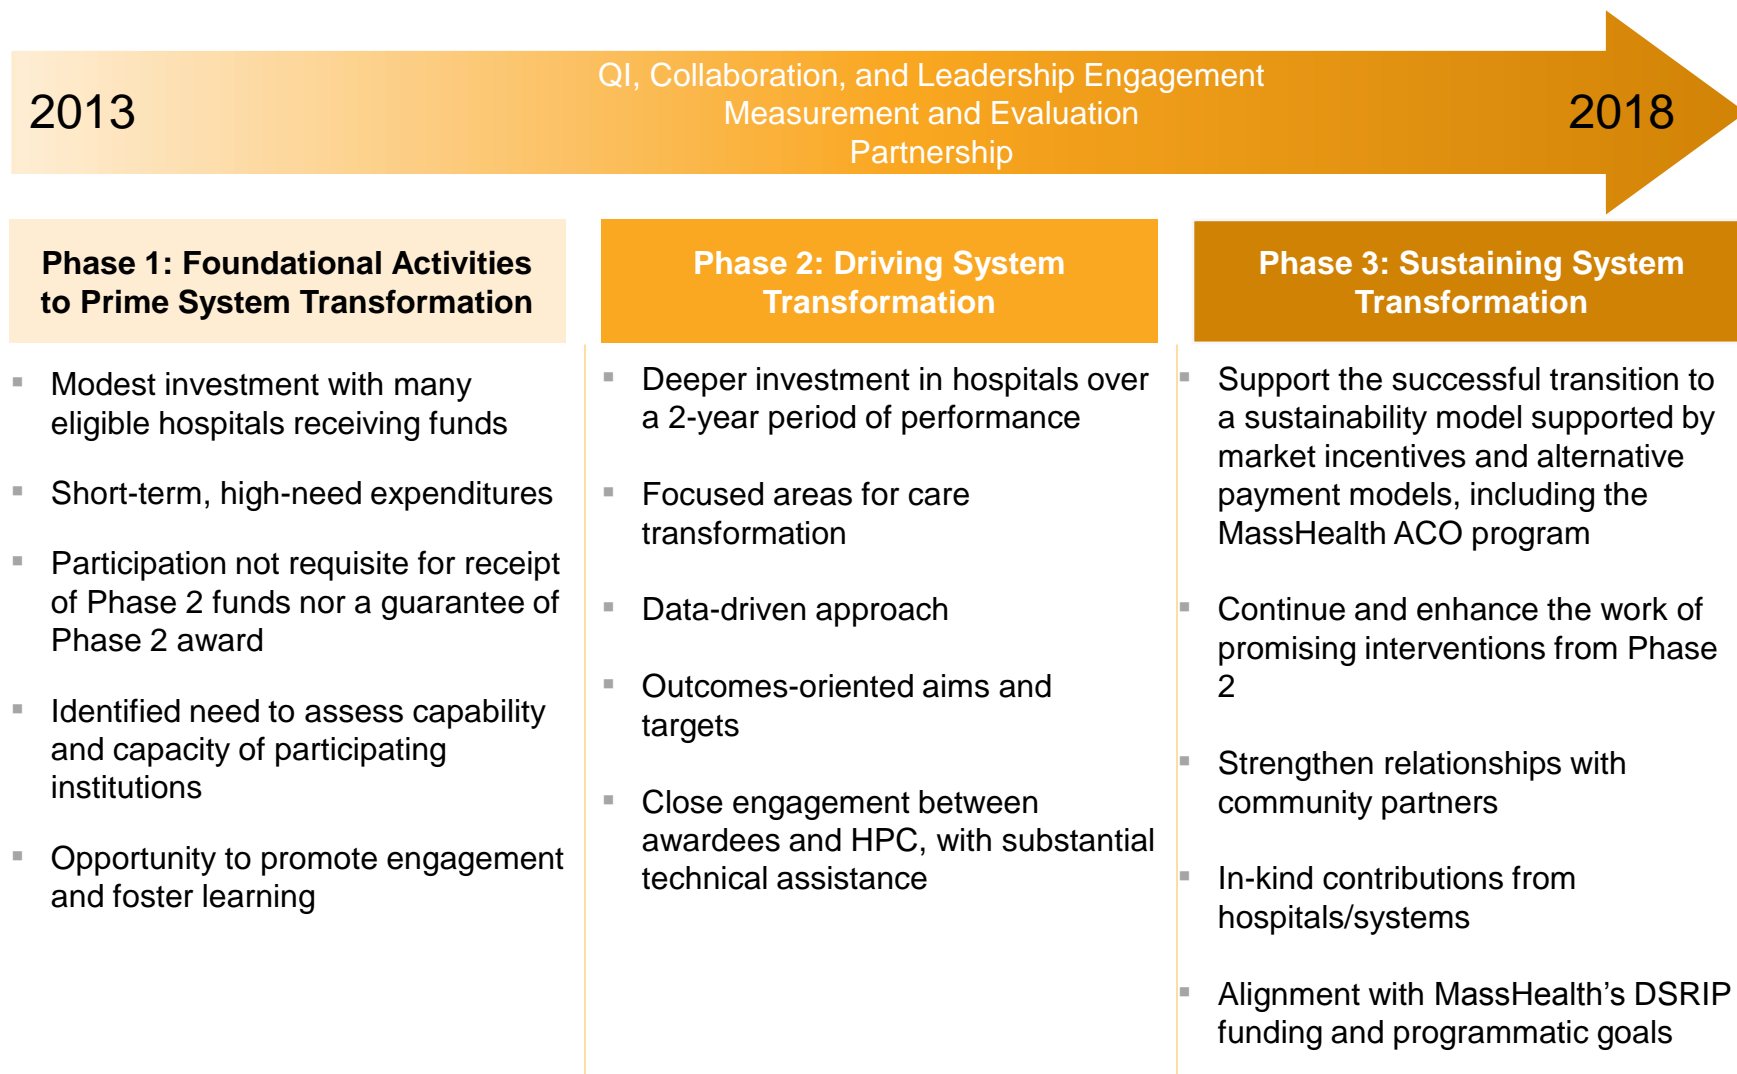 2013
QI, Collaboration, and Leadership Engagement
Measurement and Evaluation
Partnership
2018
Phase 1: Foundational Activities
to Prime System Transformation
Modest investment with many
eligible hospitals receiving funds
Short-term, high-need expenditures
Participation not requisite for receipt
of Phase 2 funds nor a guarantee of
Phase 2 award
Identified need to assess capability
and capacity of participating
institutions
Opportunity to promote engagement
and foster learning
Phase 2: Driving System
Transformation
Deeper investment in hospitals over
a 2-year period of performance
Focused areas for care
transformation
Data-driven approach
Outcomes-oriented aims and
targets
Close engagement between
awardees and HPC, with substantial
technical assistance
Phase 3: Sustaining System
Transformation
Support the successful transition to
a sustainability model supported by
market incentives and alternative
payment models, including the
MassHealth ACO program
Continue and enhance the work of
promising interventions from Phase
2
Strengthen relationships with
community partners
In-kind contributions from
hospitals/systems
Alignment with MassHealth’s DSRIP
funding and programmatic goals